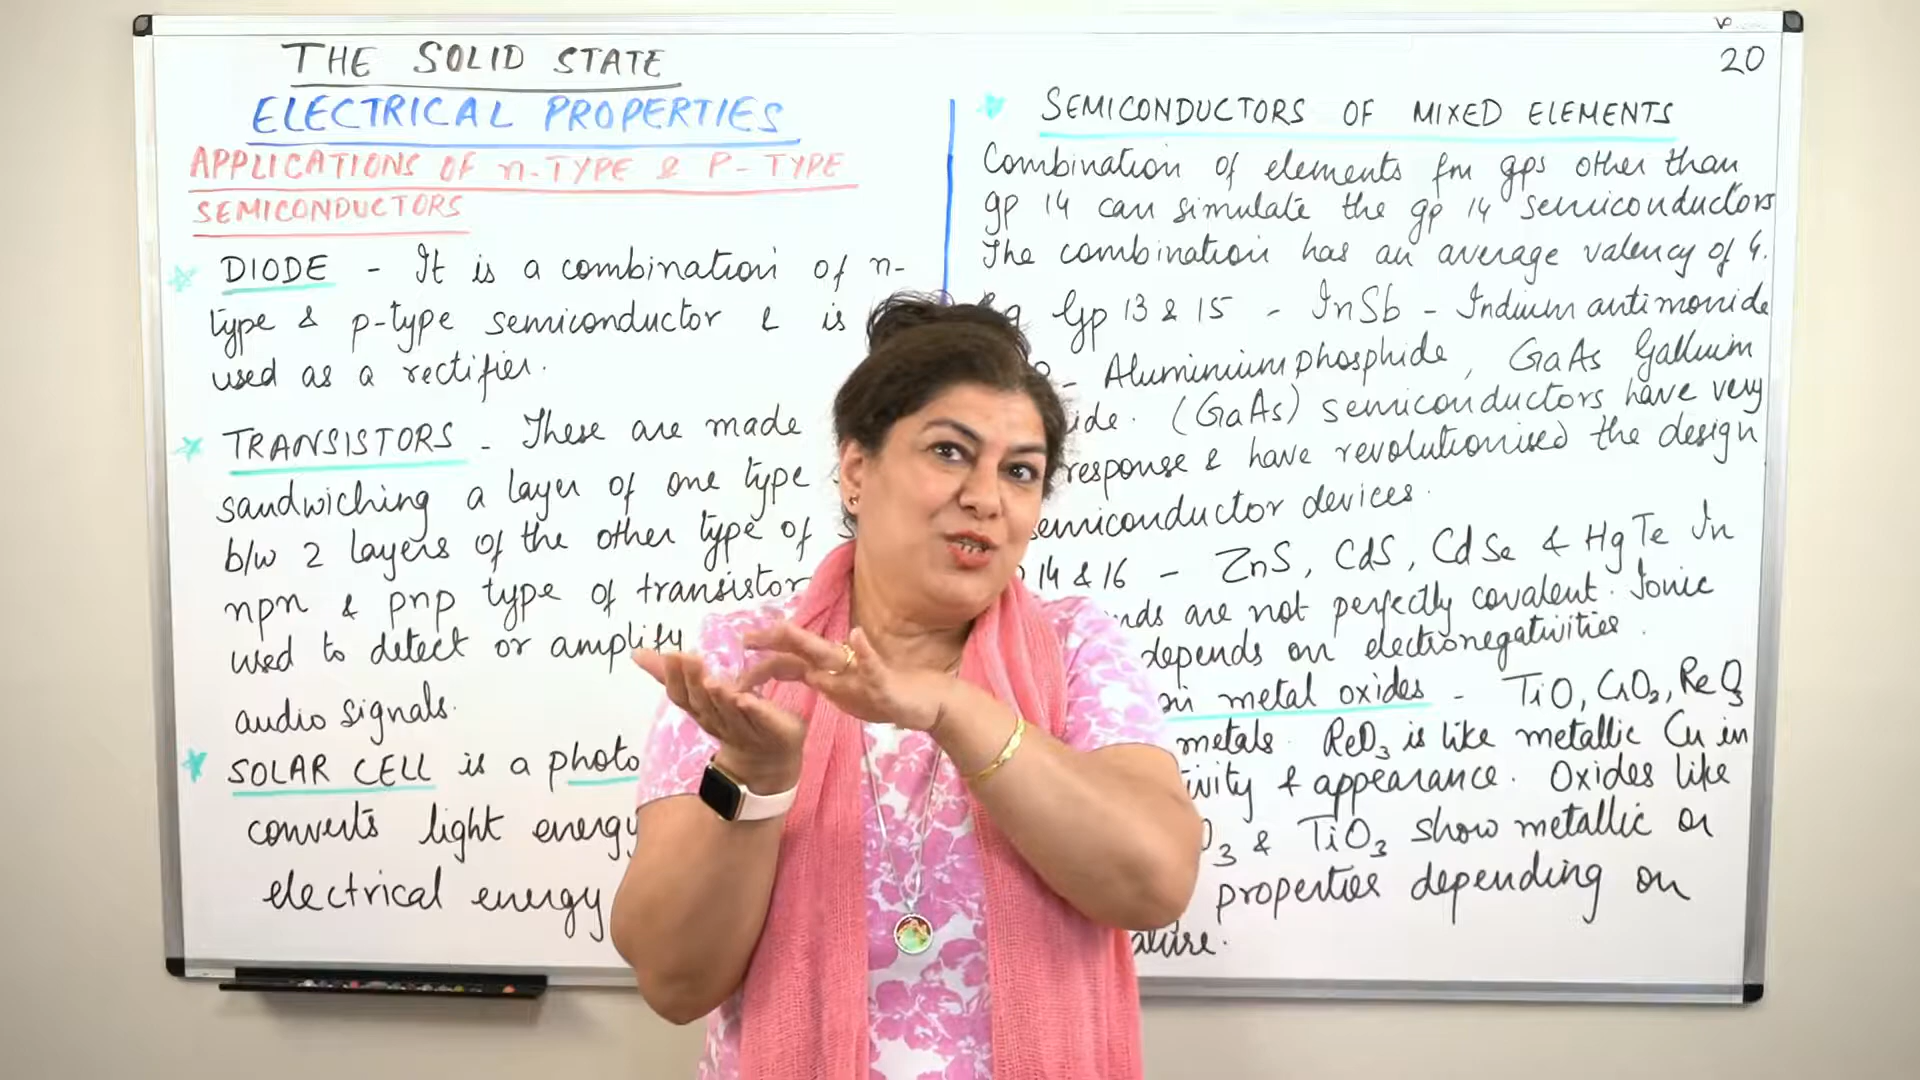 THE SOLID STATE
ELECTRICAL PROPERTIES
APPLICATIONS OF n-TYPE & P-TYPE
SEMICONDUCTORS
DIODE - It is a combination of n-
type & p-type semiconductor & is
used as a rectifier.
TRANSISTORS - These are made
sandwiching a layer of one type
b/w 2 layers of the other type of
npn & pnp type of transistor
used to detect or amplify
audio signals.
SOLAR CELL is a photo
converts light energy
electrical energy
20
SEMICONDUCTORS OF MIXED ELEMENTS
Combination of elements fm gps other than
gp 14 can simulate the gp 14 semiconductors
The combination has an average valency of 4.
Gp 13 & 15 - InSb - Indium antimonide
- Aluminium phosphide, GaAs Gallium
ide. (GaAs) semiconductors have very
response & have revolutionised the design
emiconductor devices.
14 & 16 - ZnS, CdS, CdSe & HgTe In
nds are not perfectly covalent. Ionic
depends on electronegativities.
metal oxides - TiO, CrO2, ReO3
metals. ReO3 is like metallic Cu in
ivity & appearance. Oxides like
O3 & TiO3 show metallic or
properties depending on
ature.